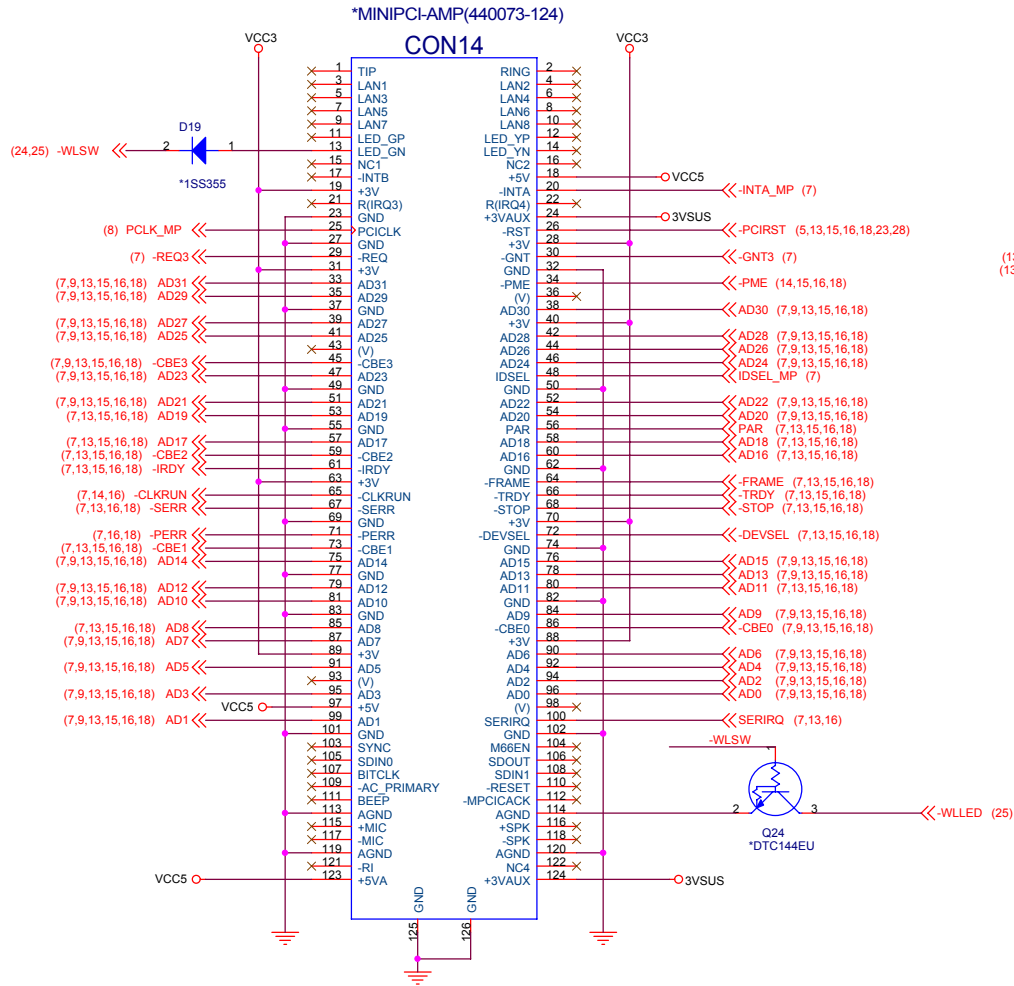 *MINIPCI-AMP(440073-124)
CON14
VCC3 VCC3
1 TIP RING 2
3 LAN1 LAN2 4
5 LAN3 LAN4 6
7 LAN5 LAN6 8
9 LAN7 LAN8 10
11 LED_GP LED_YP 12
D19
(24,25) -WLSW 2 1 13 LED_GN LED_YN 14
*1SS355
15 NC1 NC2 16
17 -INTB +5V 18 VCC5
19 +3V -INTA 20 -INTA_MP (7)
21 R(IRQ3) R(IRQ4) 22
23 GND +3VAUX 24 3VSUS
(8) PCLK_MP 25 PCICLK -RST 26 -PCIRST (5,13,15,16,18,23,28)
27 GND +3V 28
(7) -REQ3 29 -REQ -GNT 30 -GNT3 (7)
31 +3V GND 32
(7,9,13,15,16,18) AD31 33 AD31 -PME 34 -PME (14,15,16,18)
(7,9,13,15,16,18) AD29 35 AD29 (V) 36
37 GND AD30 38 AD30 (7,9,13,15,16,18)
(7,9,13,15,16,18) AD27 39 AD27 +3V 40
(7,9,13,15,16,18) AD25 41 AD25 AD28 42 AD28 (7,9,13,15,16,18)
43 (V) AD26 44 AD26 (7,9,13,15,16,18)
(7,9,13,15,16,18) -CBE3 45 -CBE3 AD24 46 AD24 (7,9,13,15,16,18)
(7,9,13,15,16,18) AD23 47 AD23 IDSEL 48 IDSEL_MP (7)
49 GND GND 50
(7,9,13,15,16,18) AD21 51 AD21 AD22 52 AD22 (7,9,13,15,16,18)
(7,13,15,16,18) AD19 53 AD19 AD20 54 AD20 (7,9,13,15,16,18)
55 GND PAR 56 PAR (7,13,15,16,18)
(7,13,15,16,18) AD17 57 AD17 AD18 58 AD18 (7,13,15,16,18)
(7,13,15,16,18) -CBE2 59 -CBE2 AD16 60 AD16 (7,13,15,16,18)
(7,13,15,16,18) -IRDY 61 -IRDY GND 62
63 +3V -FRAME 64 -FRAME (7,13,15,16,18)
(7,14,16) -CLKRUN 65 -CLKRUN -TRDY 66 -TRDY (7,13,15,16,18)
(7,13,16,18) -SERR 67 -SERR -STOP 68 -STOP (7,13,15,16,18)
69 GND +3V 70
(7,16,18) -PERR 71 -PERR -DEVSEL 72 -DEVSEL (7,13,15,16,18)
(7,13,15,16,18) -CBE1 73 -CBE1 GND 74
(7,9,13,15,16,18) AD14 75 AD14 AD15 76 AD15 (7,9,13,15,16,18)
77 GND AD13 78 AD13 (7,9,13,15,16,18)
(7,9,13,15,16,18) AD12 79 AD12 AD11 80 AD11 (7,13,15,16,18)
(7,9,13,15,16,18) AD10 81 AD10 GND 82
83 GND AD9 84 AD9 (7,9,13,15,16,18)
(7,13,15,16,18) AD8 85 AD8 -CBE0 86 -CBE0 (7,9,13,15,16,18)
(7,9,13,15,16,18) AD7 87 AD7 +3V 88
89 +3V AD6 90 AD6 (7,9,13,15,16,18)
(7,9,13,15,16,18) AD5 91 AD5 AD4 92 AD4 (7,9,13,15,16,18)
93 (V) AD2 94 AD2 (7,9,13,15,16,18)
(7,9,13,15,16,18) AD3 95 AD3 AD0 96 AD0 (7,9,13,15,16,18)
VCC5 97 +5V (V) 98
(7,9,13,15,16,18) AD1 99 AD1 SERIRQ 100 SERIRQ (7,13,16)
101 GND GND 102
103 SYNC M66EN 104 -WLSW
105 SDIN0 SDOUT 106 1
107 BITCLK SDIN1 108
109 -AC_PRIMARY -RESET 110
111 BEEP -MPCICACK 112
113 AGND AGND 114 2 3 -WLLED (25)
115 +MIC +SPK 116
Q24
117 -MIC -SPK 118
*DTC144EU
119 AGND AGND 120
121 -RI NC4 122
VCC5 123 +5VA +3VAUX 124 3VSUS
GND GND
125 126